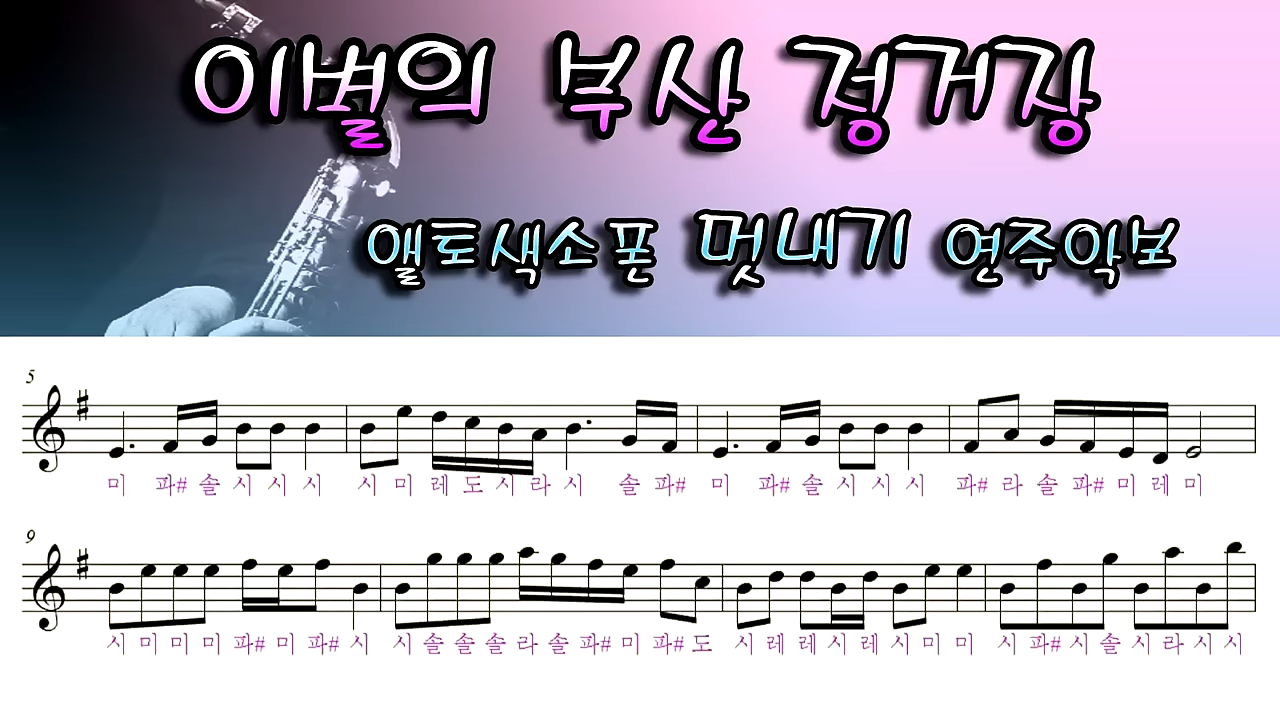 이별의 부산 정거장
앨토색소폰 멋내기 연주악보
5
미 파# 솔 시 시 시 시 미 레 도 시 라 시 솔 파# 미 파# 솔 시 시 시 파# 라 솔 파# 미 레 미
9
시 미 미 미 파# 미 파# 시 시 솔 솔 솔 라 솔 파# 미 파# 도 시 레 레 시 레 시 미 미 시 파# 시 솔 시 라 시 시